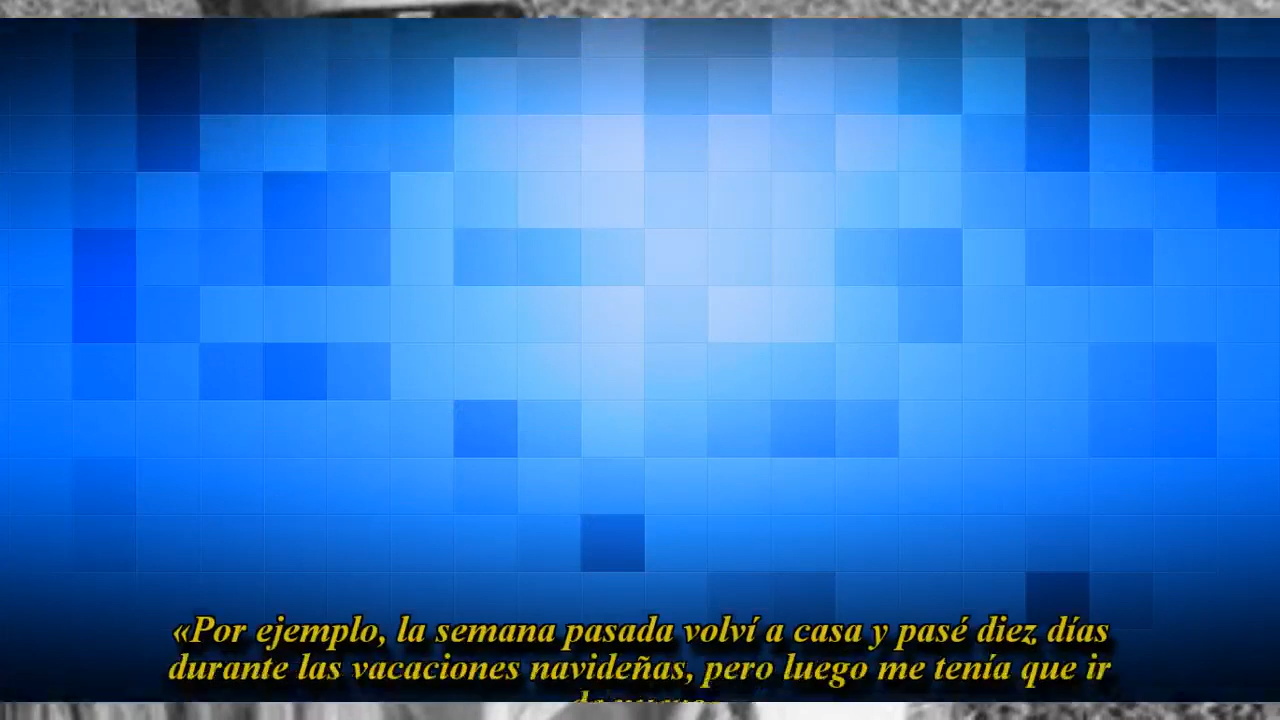 «Por ejemplo, la semana pasada volví a casa y pasé diez días
durante las vacaciones navideñas, pero luego me tenía que ir